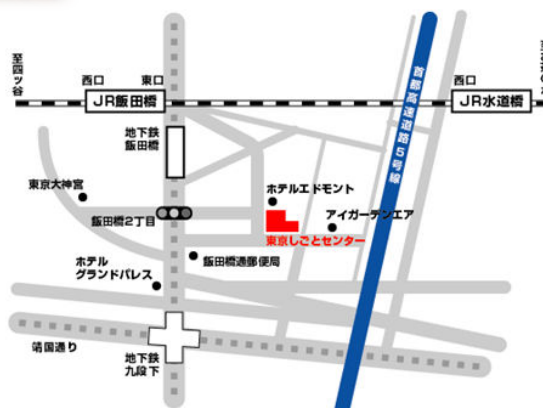 至四ツ谷
西口
東口
JR飯田橋
西口
JR水道橋
首都高速道路5号線
地下鉄
飯田橋
東京大神宮
飯田橋2丁目
ホテルエドモント
アイガーデンエア
東京しごとセンター
飯田橋通郵便局
ホテル
グランドパレス
靖国通り
地下鉄
九段下